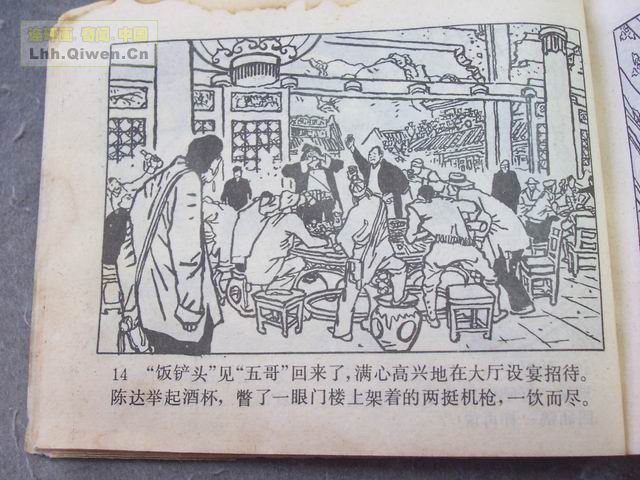 连环画.奇闻.中国
Lhh.Qiwen.Cn
14 “饭铲头”见“五哥”回来了，满心高兴地在大厅设宴招待。
陈达举起酒杯，瞥了一眼门楼上架着的两挺机枪，一饮而尽。